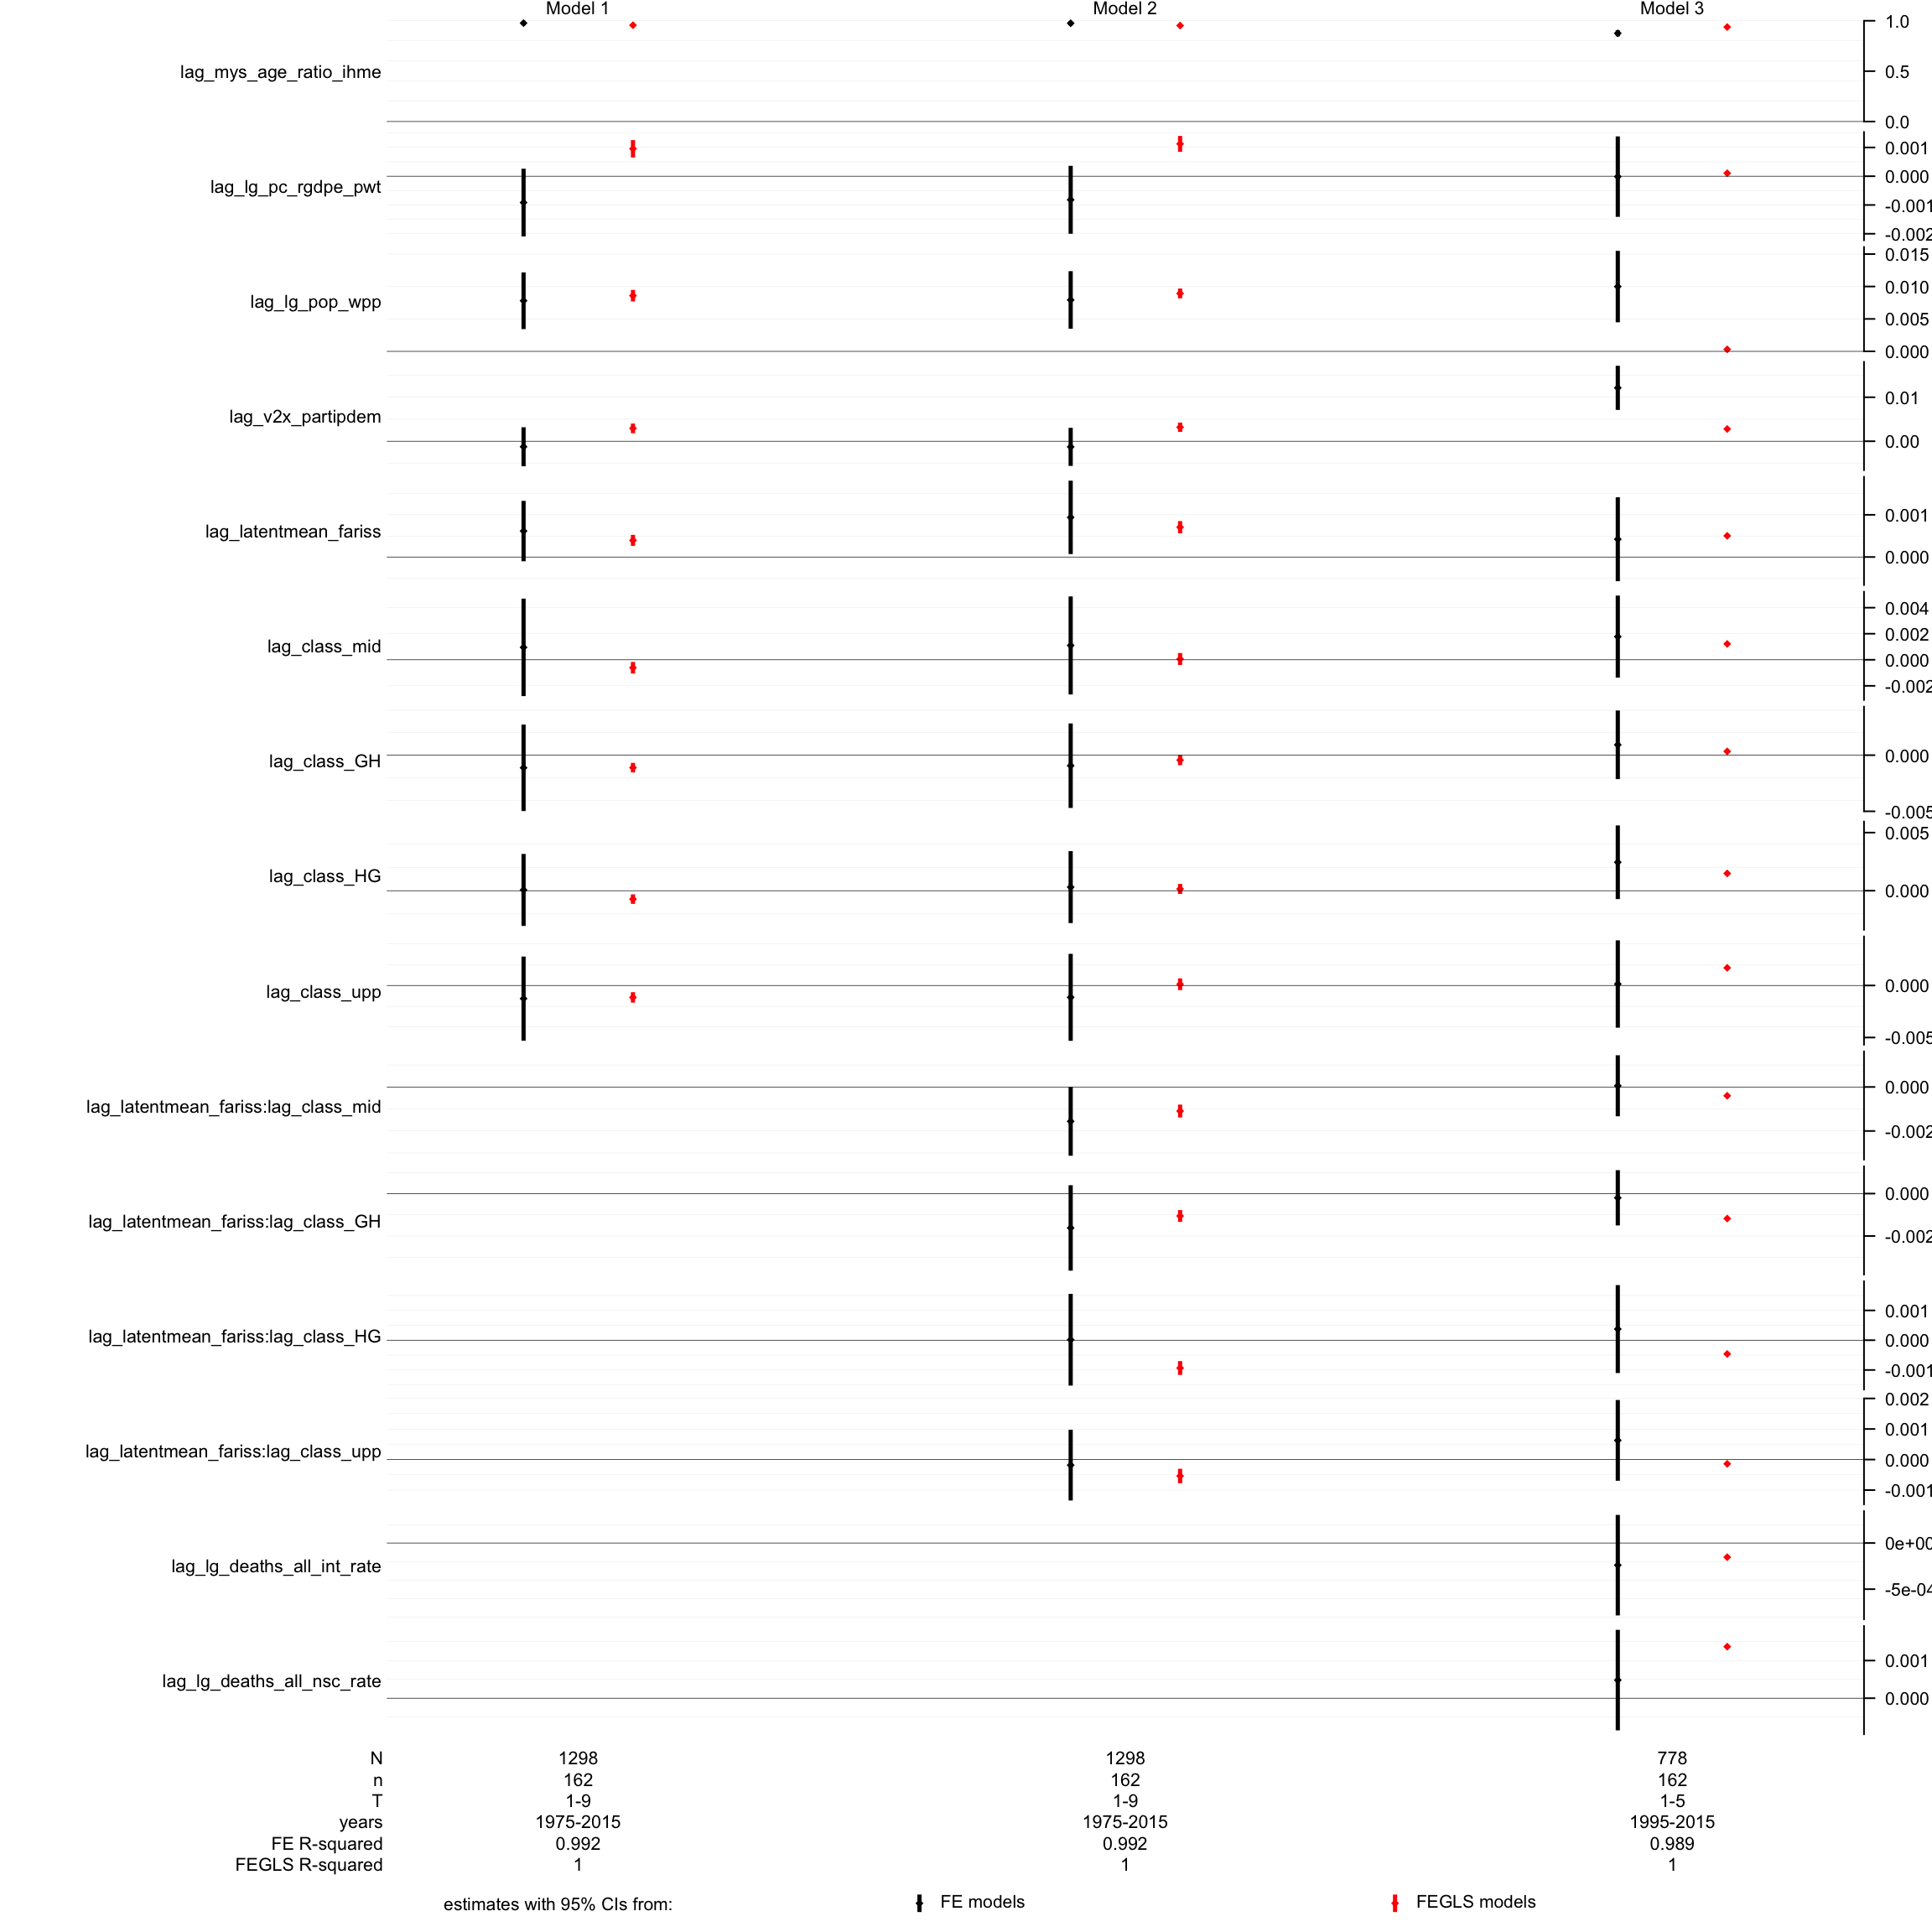 Model 1 Model 2 Model 3
lag_mys_age_ratio_ihme
1.0
0.5
0.0
lag_lg_pc_rgdpe_pwt
0.001
0.000
-0.001
-0.002
lag_lg_pop_wpp
0.015
0.010
0.005
0.000
lag_v2x_partipdem
0.01
0.00
lag_latentmean_fariss
0.001
0.000
lag_class_mid
0.004
0.002
0.000
-0.002
lag_class_GH
0.000
-0.005
lag_class_HG
0.005
0.000
lag_class_upp
0.000
-0.005
lag_latentmean_fariss:lag_class_mid
0.000
-0.002
lag_latentmean_fariss:lag_class_GH
0.000
-0.002
lag_latentmean_fariss:lag_class_HG
0.001
0.000
-0.001
lag_latentmean_fariss:lag_class_upp
0.002
0.001
0.000
-0.001
lag_lg_deaths_all_int_rate
0e+00
-5e-04
lag_lg_deaths_all_nsc_rate
0.001
0.000
N 1298 1298 778
n 162 162 162
T 1-9 1-9 1-5
years 1975-2015 1975-2015 1995-2015
FE R-squared 0.992 0.992 0.989
FEGLS R-squared 1 1 1
estimates with 95% CIs from: FE models FEGLS models